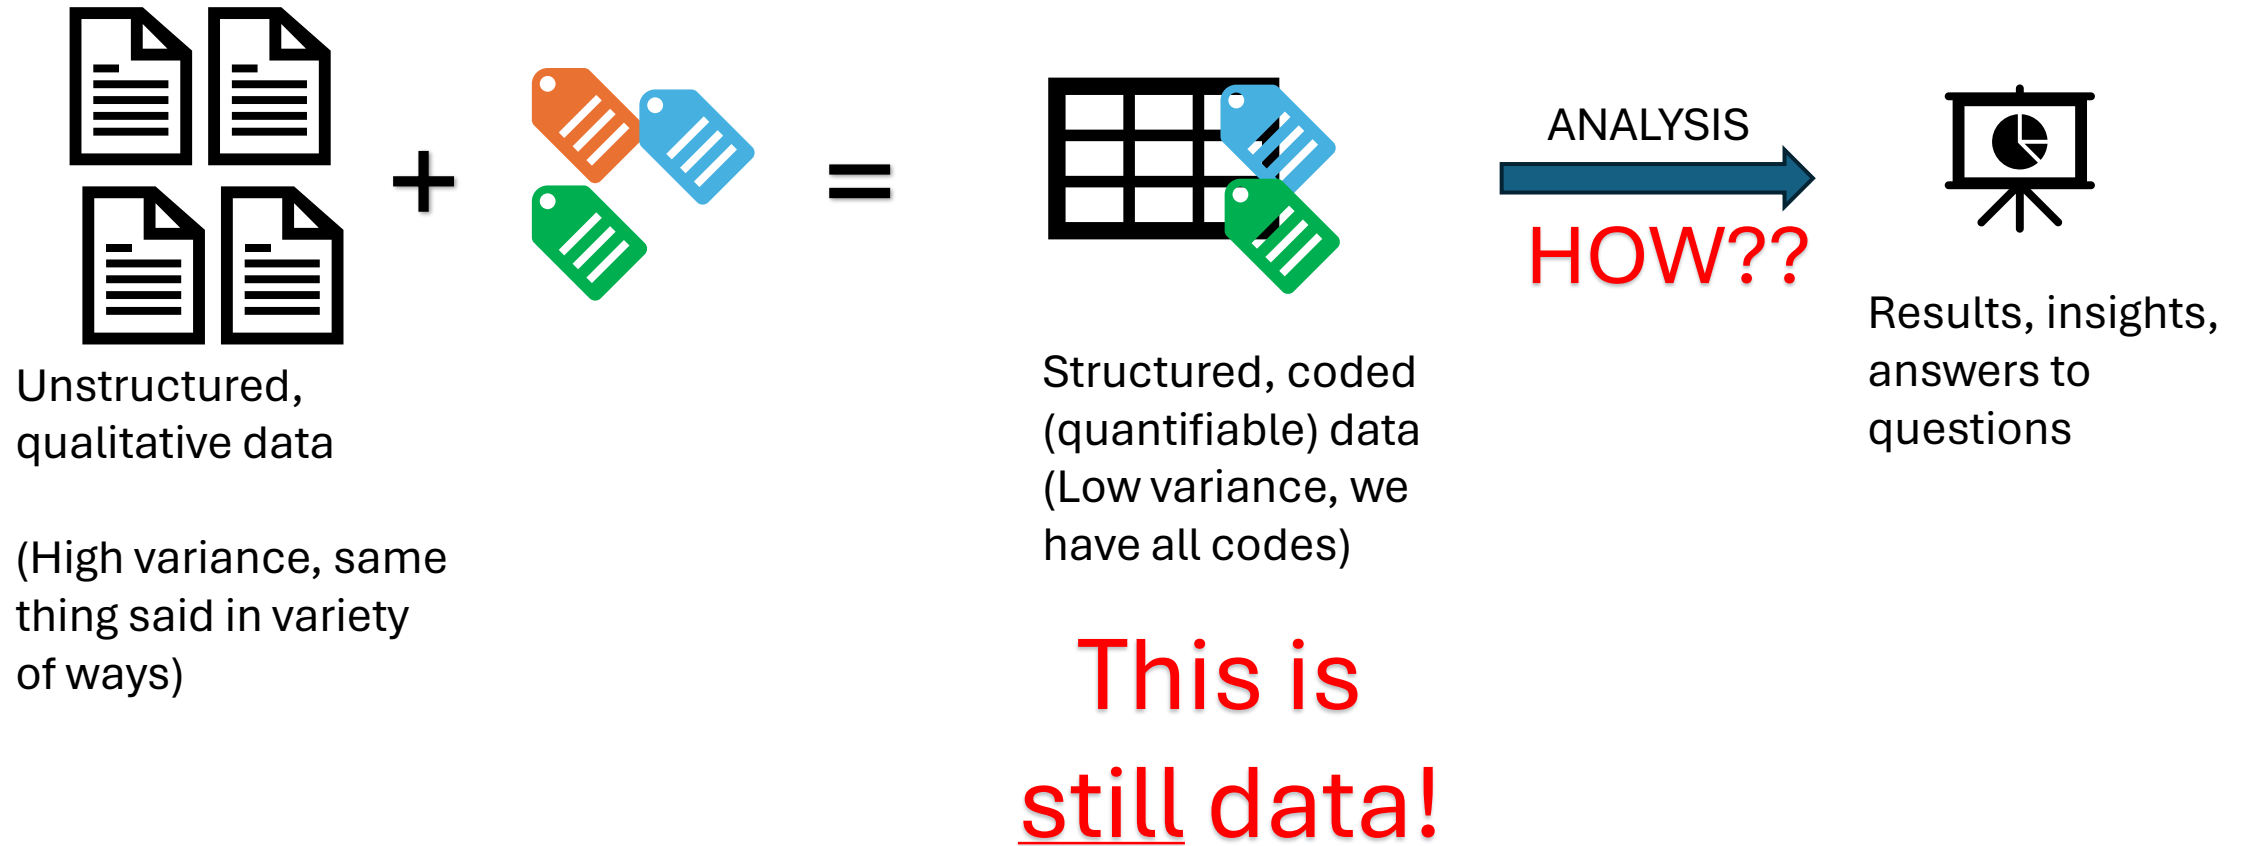 Unstructured,
qualitative data
(High variance, same
thing said in variety
of ways)
+
=
Structured, coded
(quantifiable) data
(Low variance, we
have all codes)
This is
still data!
ANALYSIS
HOW??
Results, insights,
answers to
questions